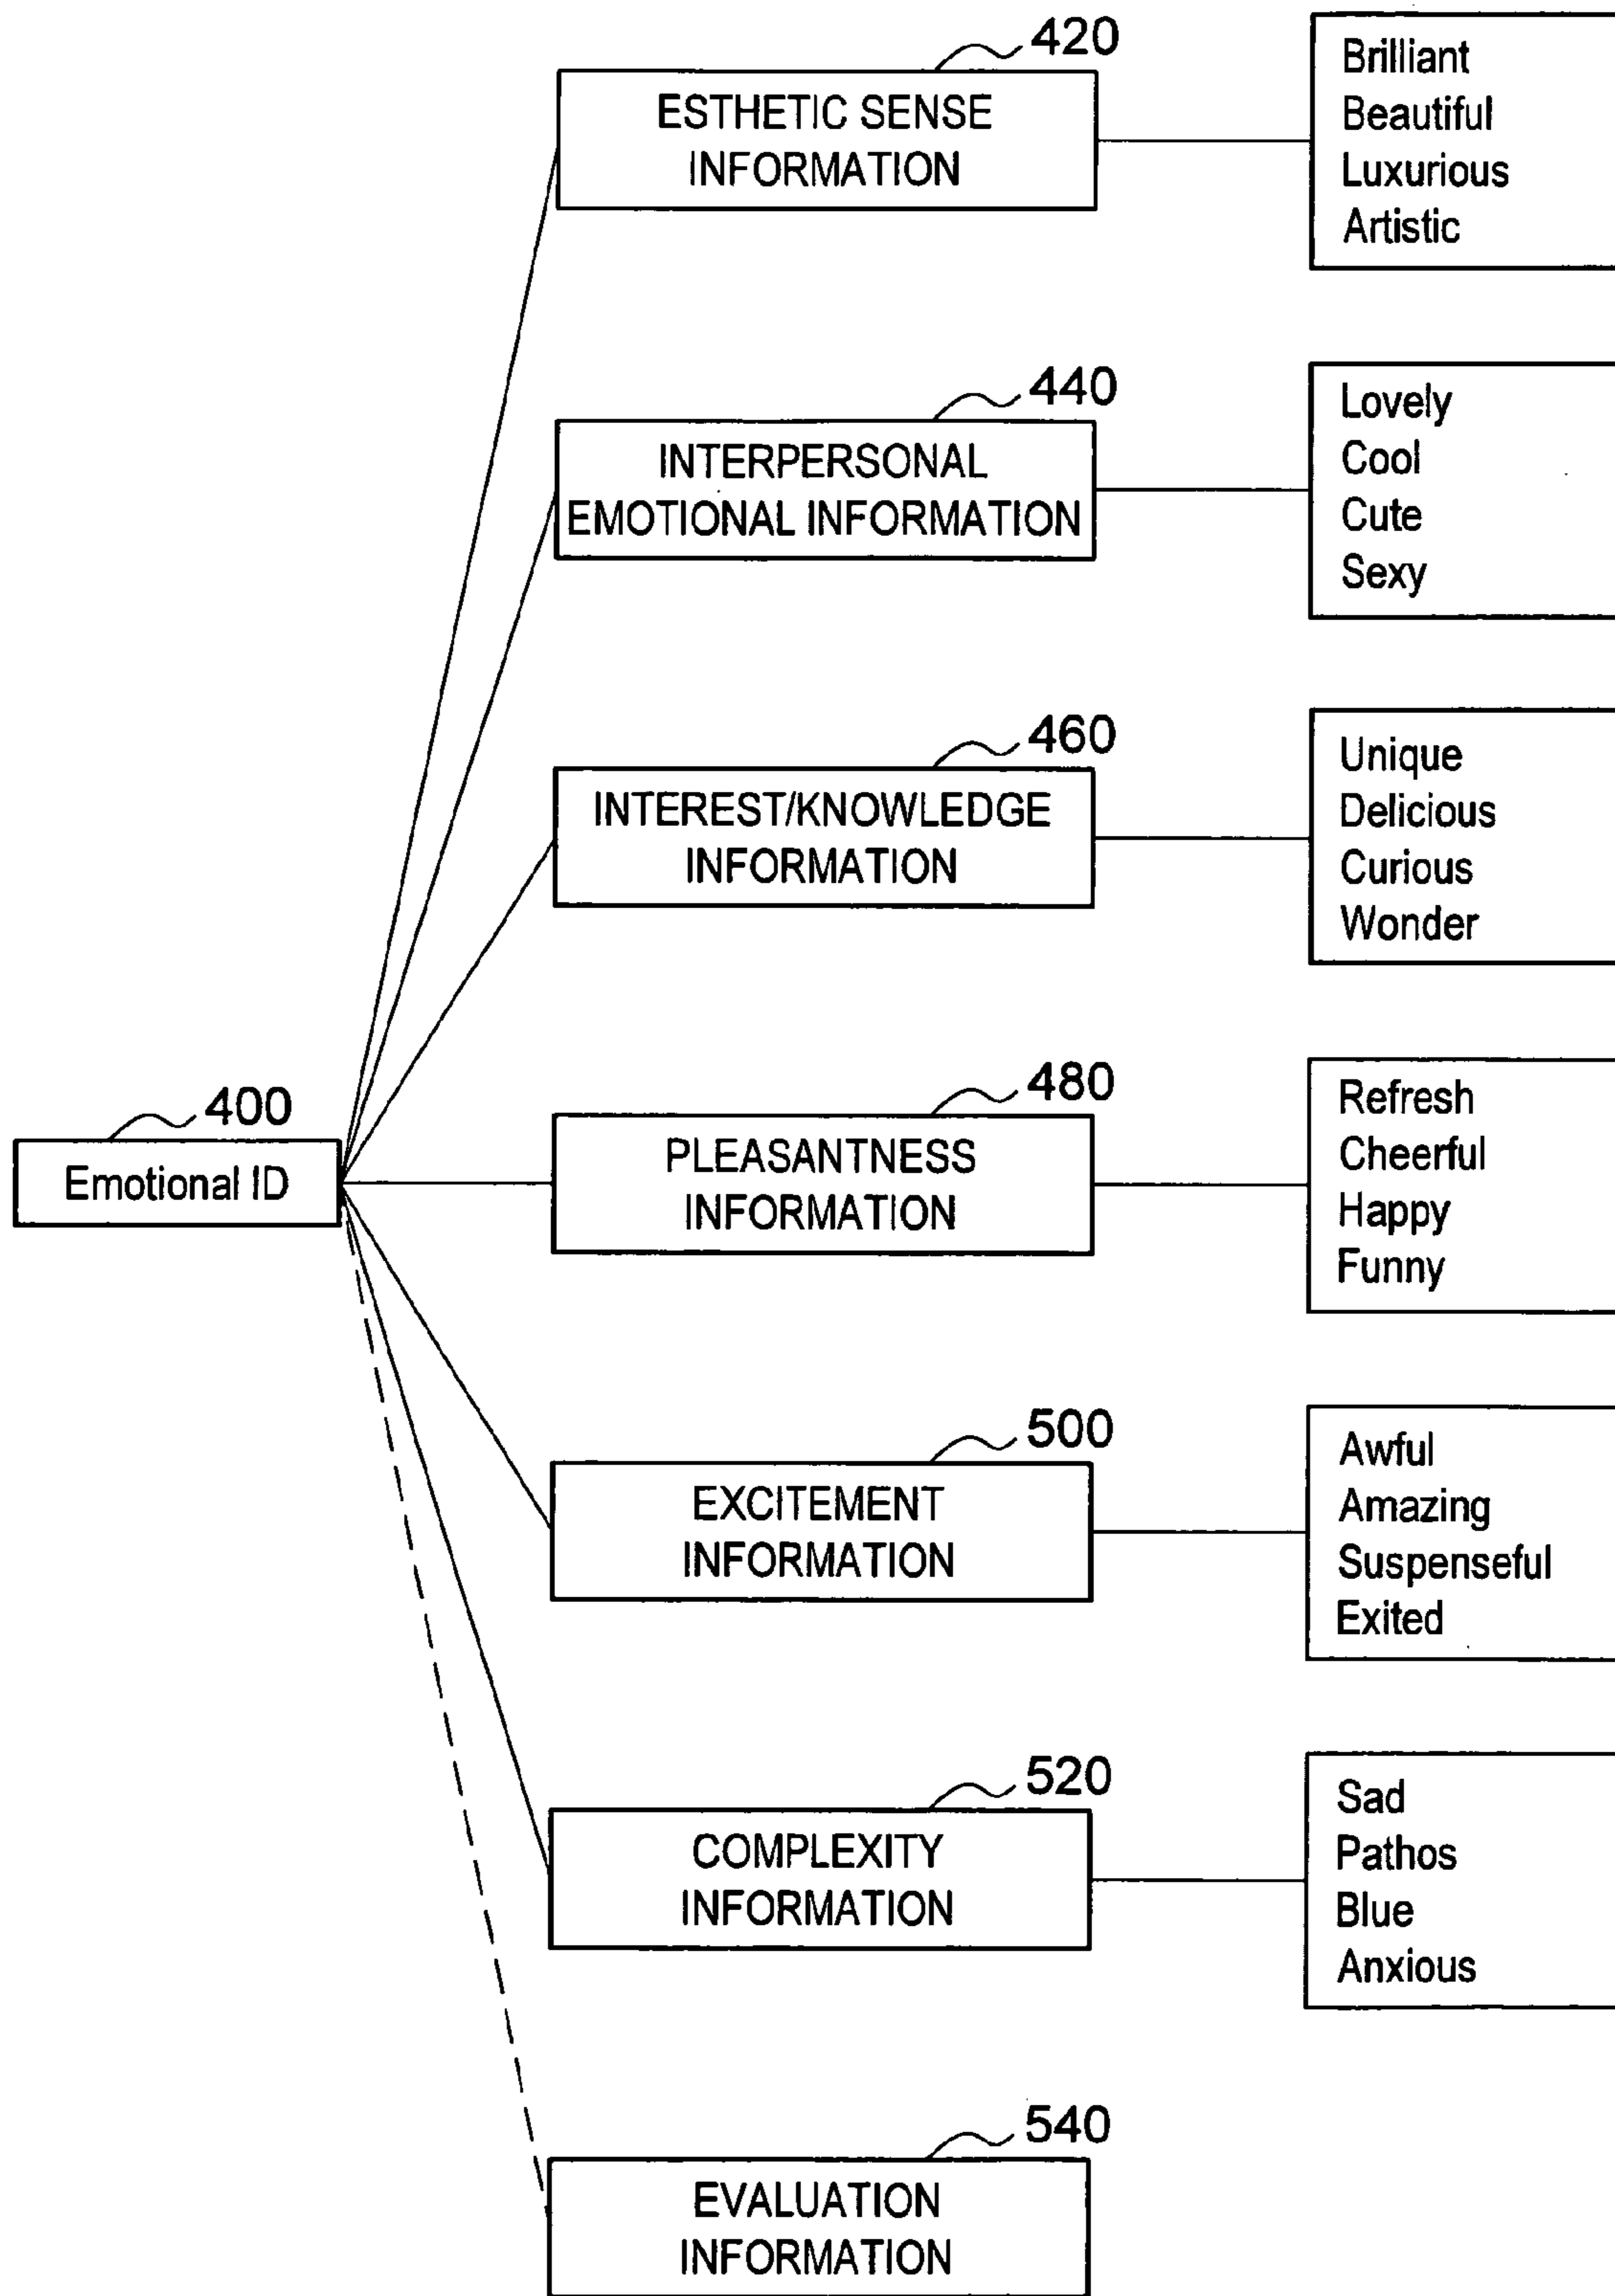 420
ESTHETIC SENSE
INFORMATION
Brilliant
Beautiful
Luxurious
Artistic
440
INTERPERSONAL
EMOTIONAL INFORMATION
Lovely
Cool
Cute
Sexy
460
INTEREST/KNOWLEDGE
INFORMATION
Unique
Delicious
Curious
Wonder
400
Emotional ID
480
PLEASANTNESS
INFORMATION
Refresh
Cheerful
Happy
Funny
500
EXCITEMENT
INFORMATION
Awful
Amazing
Suspenseful
Exited
520
COMPLEXITY
INFORMATION
Sad
Pathos
Blue
Anxious
540
EVALUATION
INFORMATION